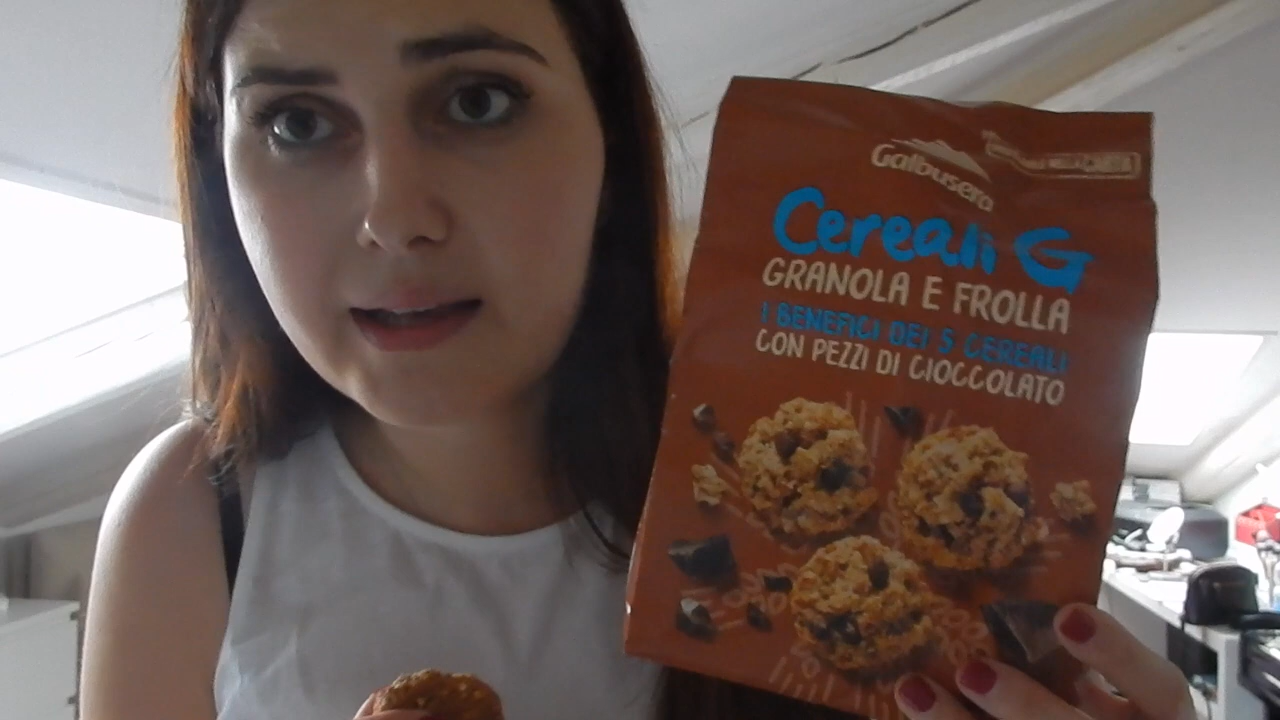 Galbusera
Cereali G
GRANOLA E FROLLA
I BENEFICI DEI 5 CEREALI
CON PEZZI DI CIOCCOLATO